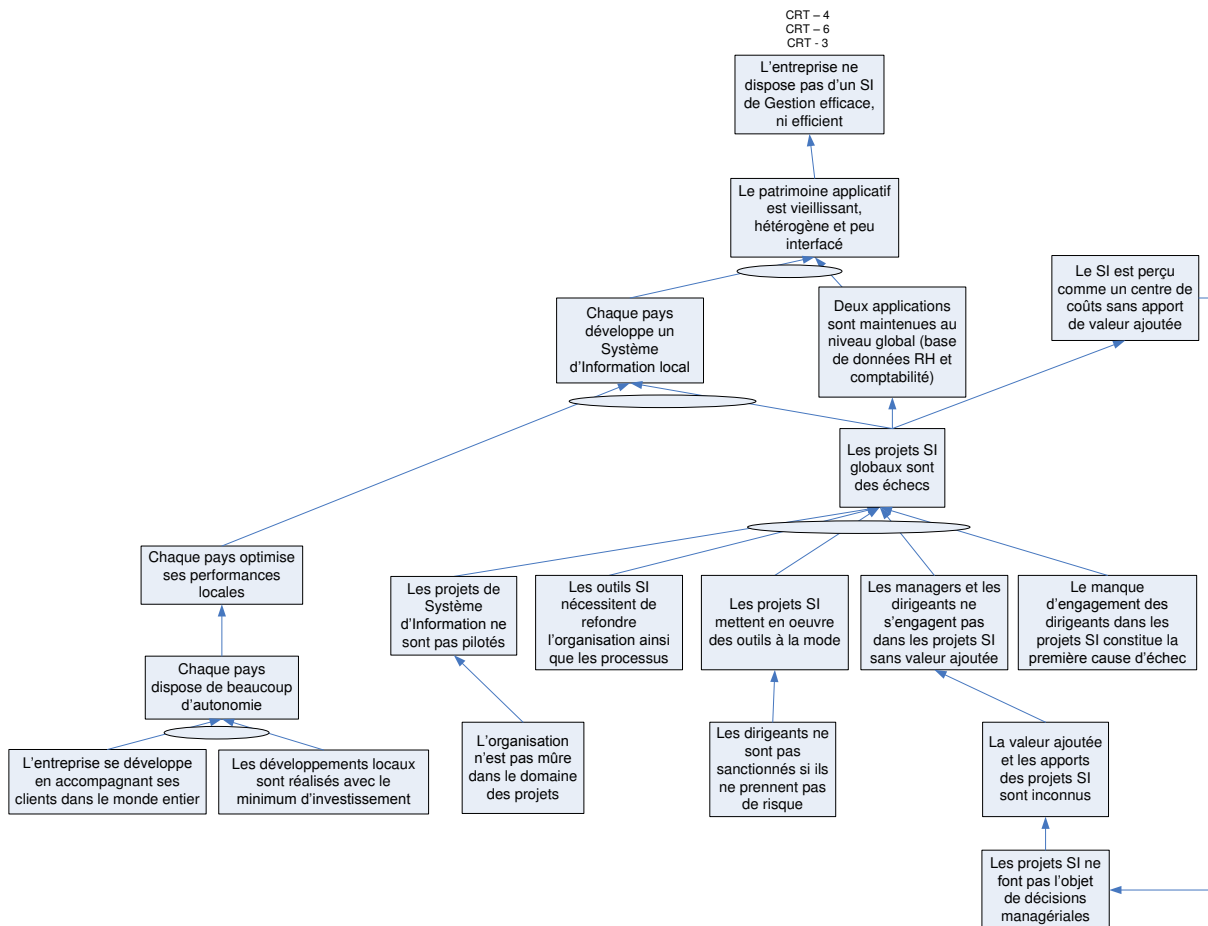 CRT – 4
CRT – 6
CRT - 3
L'entreprise ne
dispose pas d'un SI
de Gestion efficace,
ni efficient
Le patrimoine applicatif
est vieillissant,
hétérogène et peu
interfacé
Le SI est perçu
comme un centre de
coûts sans apport
de valeur ajoutée
Chaque pays
développe un
Système
d'Information local
Deux applications
sont maintenues au
niveau global (base
de données RH et
comptabilité)
Les projets SI
globaux sont
des échecs
Chaque pays optimise
ses performances
locales
Les projets de
Système
d'Information ne
sont pas pilotés
Les outils SI
nécessitent de
refondre
l'organisation ainsi
que les processus
Les projets SI
mettent en oeuvre
des outils à la mode
Les managers et les
dirigeants ne
s'engagent pas
dans les projets SI
sans valeur ajoutée
Le manque
d'engagement des
dirigeants dans les
projets SI constitue la
première cause d'échec
Chaque pays
dispose de beaucoup
d'autonomie
L'entreprise se développe
en accompagnant ses
clients dans le monde entier
Les développements locaux
sont réalisés avec le
minimum d'investissement
L'organisation
n'est pas mûre
dans le domaine
des projets
Les dirigeants ne
sont pas
sanctionnés si ils
ne prennent pas
de risque
La valeur ajoutée
et les apports
des projets SI
sont inconnus
Les projets SI ne
font pas l'objet
de décisions
managériales